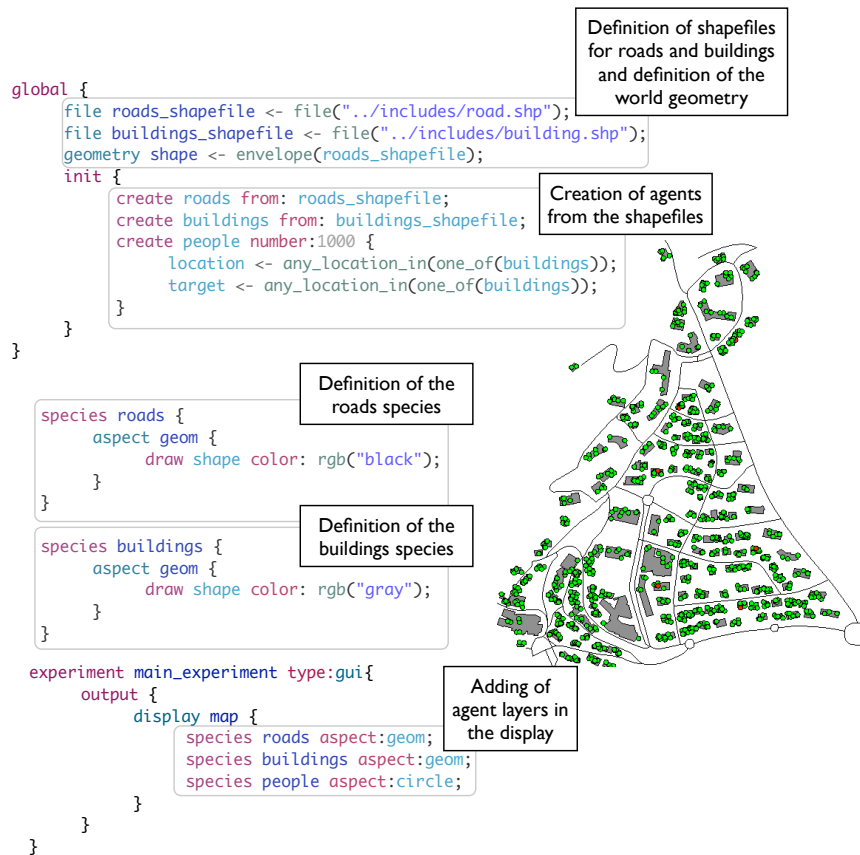 Definition of shapefiles
for roads and buildings
and definition of the
world geometry
global {
file roads_shapefile <- file("../includes/road.shp");
file buildings_shapefile <- file("../includes/building.shp");
geometry shape <- envelope(roads_shapefile);
init {
Creation of agents
from the shapefiles
create roads from: roads_shapefile;
create buildings from: buildings_shapefile;
create people number:1000 {
location <- any_location_in(one_of(buildings));
target <- any_location_in(one_of(buildings));
}
}
}
Definition of the
roads species
species roads {
aspect geom {
draw shape color: rgb("black");
}
}
Definition of the
buildings species
species buildings {
aspect geom {
draw shape color: rgb("gray");
}
}
experiment main_experiment type:gui{
output {
display map {
Adding of
agent layers in
the display
species roads aspect:geom;
species buildings aspect:geom;
species people aspect:circle;
}
}
}